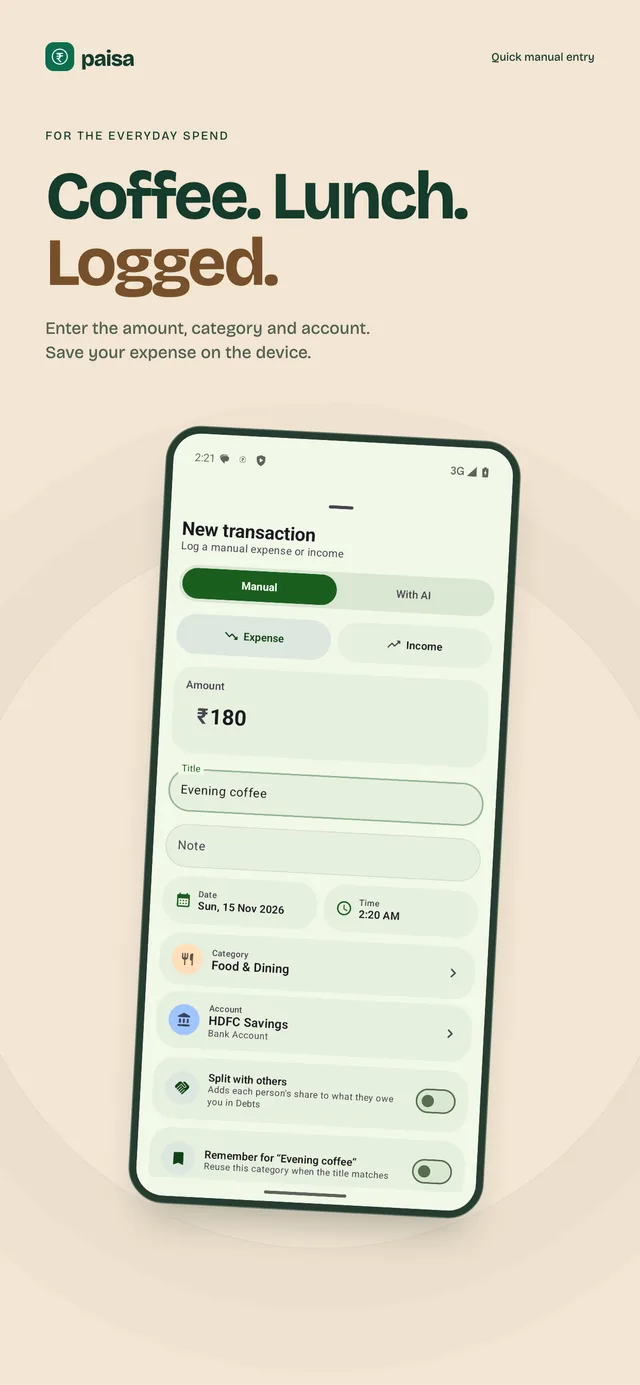 paisa
Quick manual entry
FOR THE EVERYDAY SPEND
Coffee. Lunch.
Logged.
Enter the amount, category and account.
Save your expense on the device.
2:21
3G
New transaction
Log a manual expense or income
Manual
With AI
Expense
Income
Amount
₹180
Title
Evening coffee
Note
Date
Sun, 15 Nov 2026
Time
2:20 AM
Category
Food & Dining
Account
HDFC Savings
Bank Account
Split with others
Adds each person's share to what they owe
you in Debts
Remember for “Evening coffee”
Reuse this category when the title matches